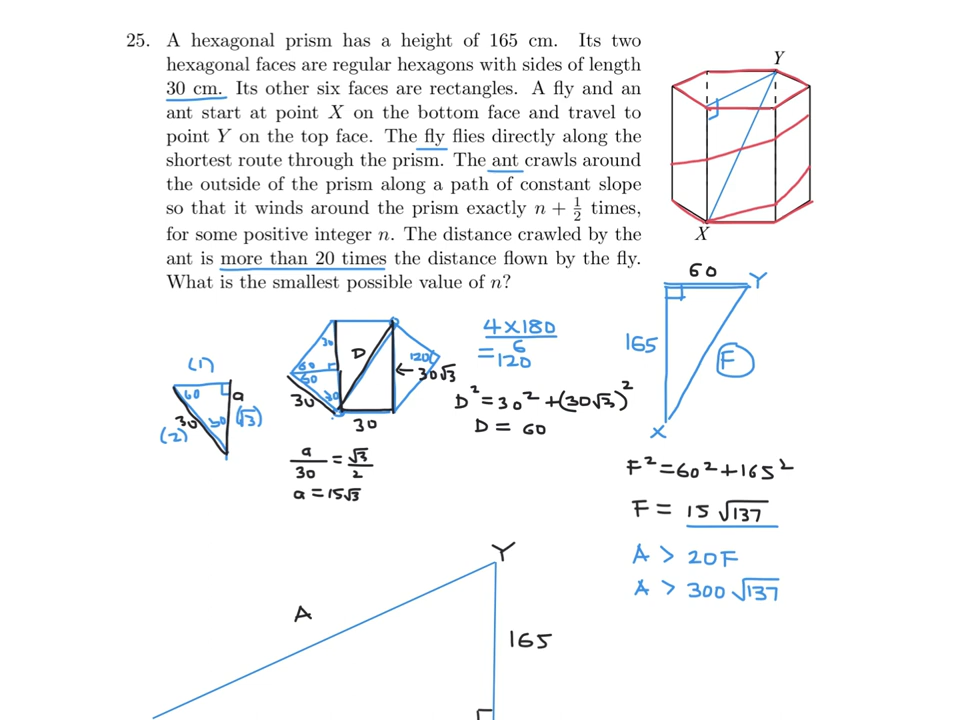 25. A hexagonal prism has a height of 165 cm. Its two
hexagonal faces are regular hexagons with sides of length
30 cm. Its other six faces are rectangles. A fly and an
ant start at point X on the bottom face and travel to
point Y on the top face. The fly flies directly along the
shortest route through the prism. The ant crawls around
the outside of the prism along a path of constant slope
so that it winds around the prism exactly n + 1/2 times,
for some positive integer n. The distance crawled by the
ant is more than 20 times the distance flown by the fly.
What is the smallest possible value of n?
Y
X
60
Y
165
F
X
F² = 60² + 165²
F = 15 √137
A > 20F
A > 300 √137
(1)
60
a
30
30
(√3)
(2)
30
60
60
30
D
120
30√3
30
30
4×180
6
= 120
D² = 30² + (30√3)²
D = 60
a/30 = √3/2
a = 15√3
Y
A
165